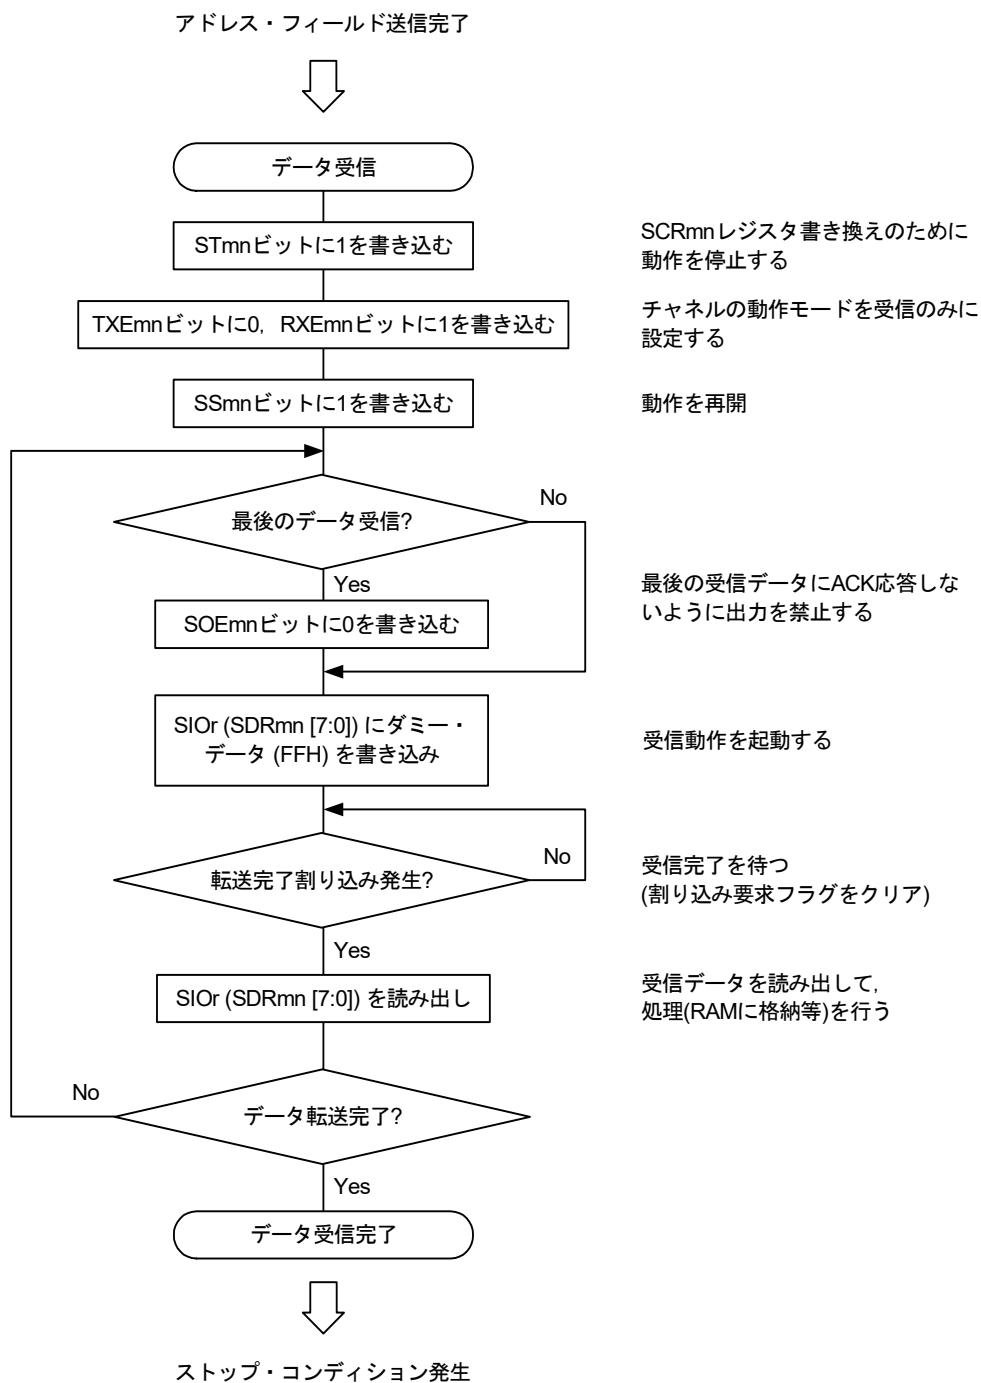 アドレス・フィールド送信完了
データ受信
STmnビットに1を書き込む
SCRmnレジスタ書き換えのために
動作を停止する
TXEmnビットに0, RXEmnビットに1を書き込む
チャネルの動作モードを受信のみに
設定する
SSmnビットに1を書き込む
動作を再開
最後のデータ受信?
No
Yes
SOEmnビットに0を書き込む
最後の受信データにACK応答しな
いように出力を禁止する
SIOr (SDRmn [7:0]) にダミー・
データ (FFH) を書き込み
受信動作を起動する
転送完了割り込み発生?
No
受信完了を待つ
(割り込み要求フラグをクリア)
Yes
SIOr (SDRmn [7:0]) を読み出し
受信データを読み出して,
処理(RAMに格納等)を行う
No
データ転送完了?
Yes
データ受信完了
ストップ・コンディション発生